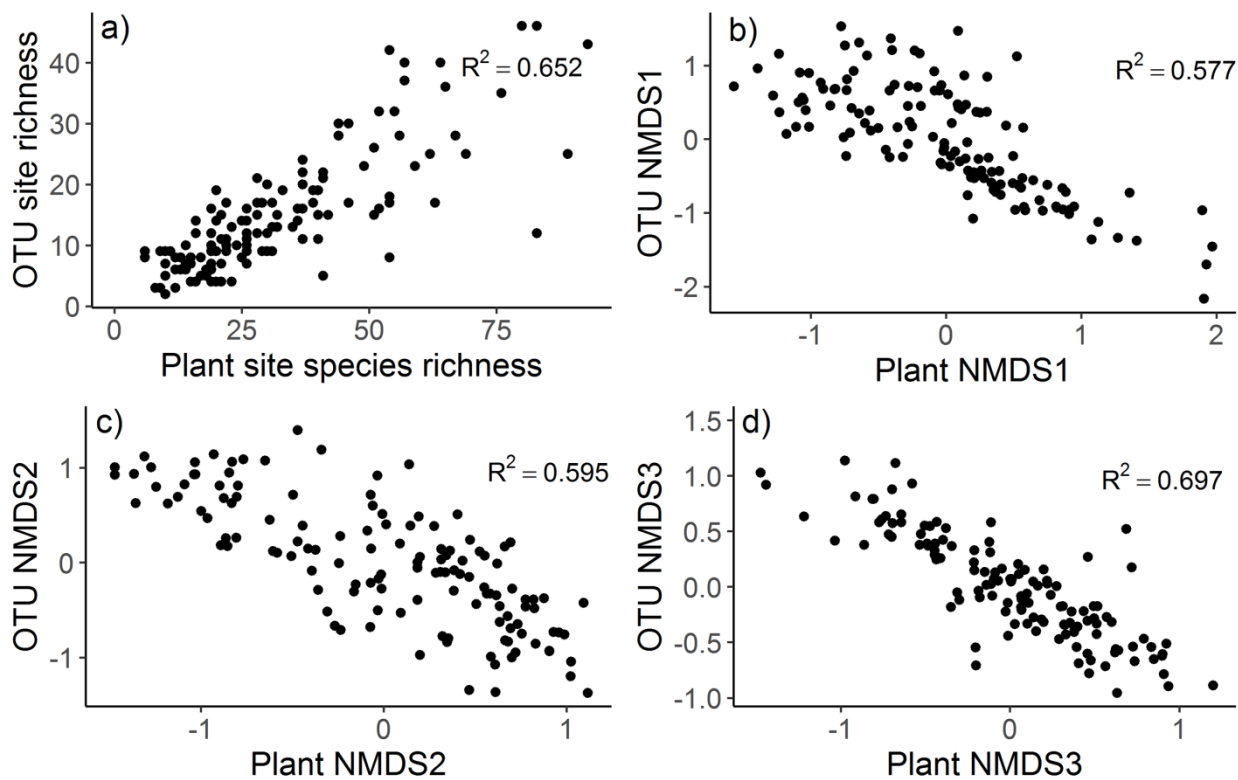 a)
R² = 0.652
OTU site richness
40
30
20
10
0
0 25 50 75
Plant site species richness
b)
R² = 0.577
OTU NMDS1
1
0
-1
-2
-1 0 1 2
Plant NMDS1
c)
R² = 0.595
OTU NMDS2
1
0
-1
-1 0 1
Plant NMDS2
d)
R² = 0.697
OTU NMDS3
1.5
1.0
0.5
0.0
-0.5
-1.0
-1 0 1
Plant NMDS3